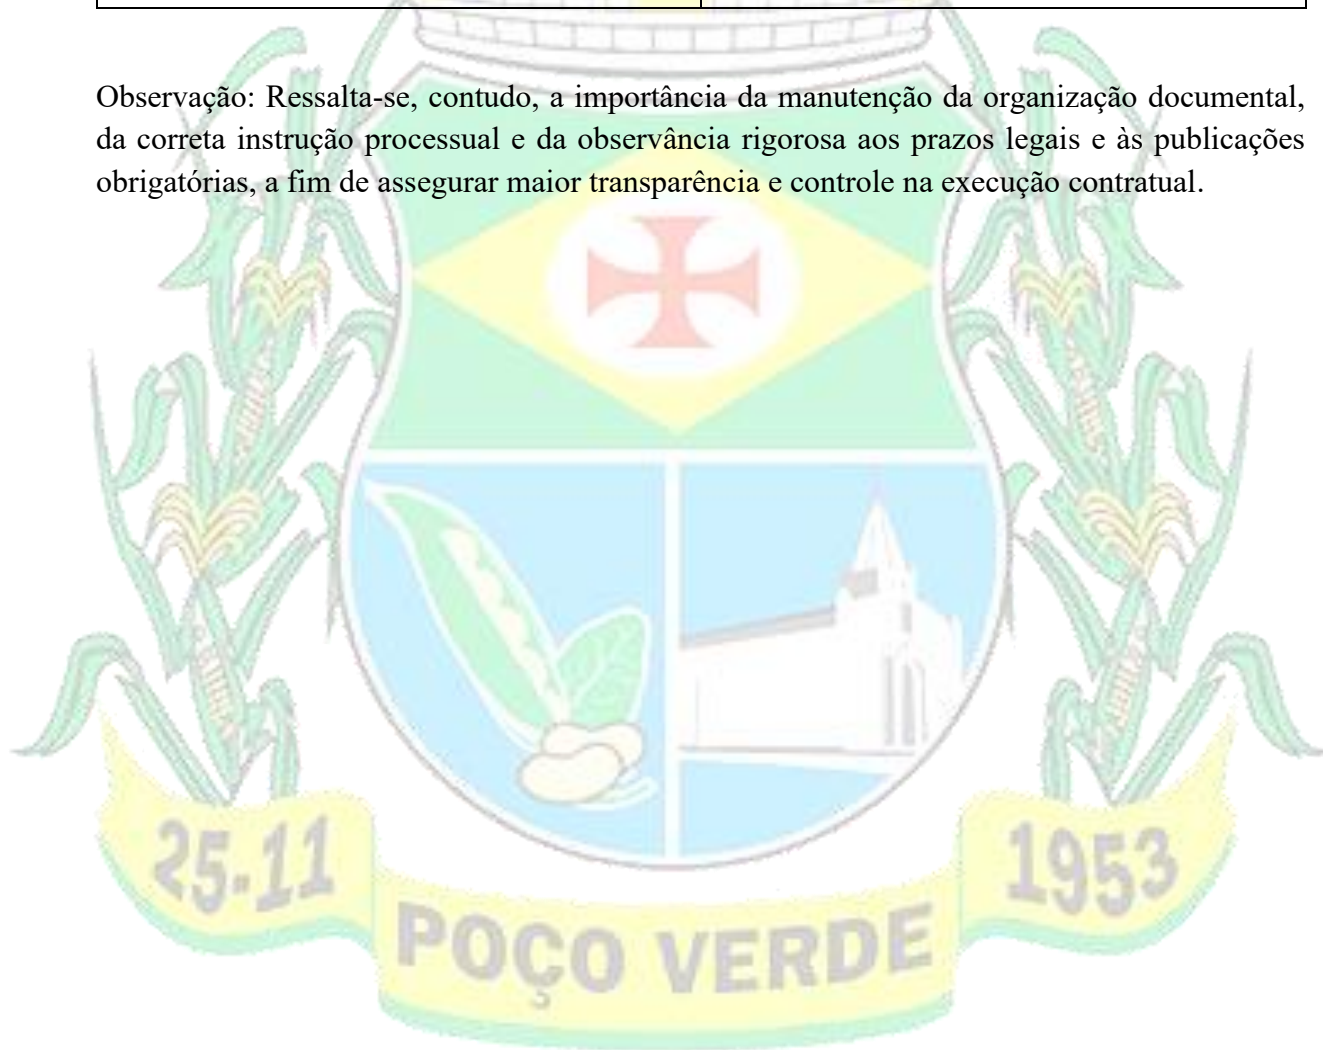 Observação: Ressalta-se, contudo, a importância da manutenção da organização documental,
da correta instrução processual e da observância rigorosa aos prazos legais e às publicações
obrigatórias, a fim de assegurar maior transparência e controle na execução contratual.
25-11
1953
POÇO VERDE